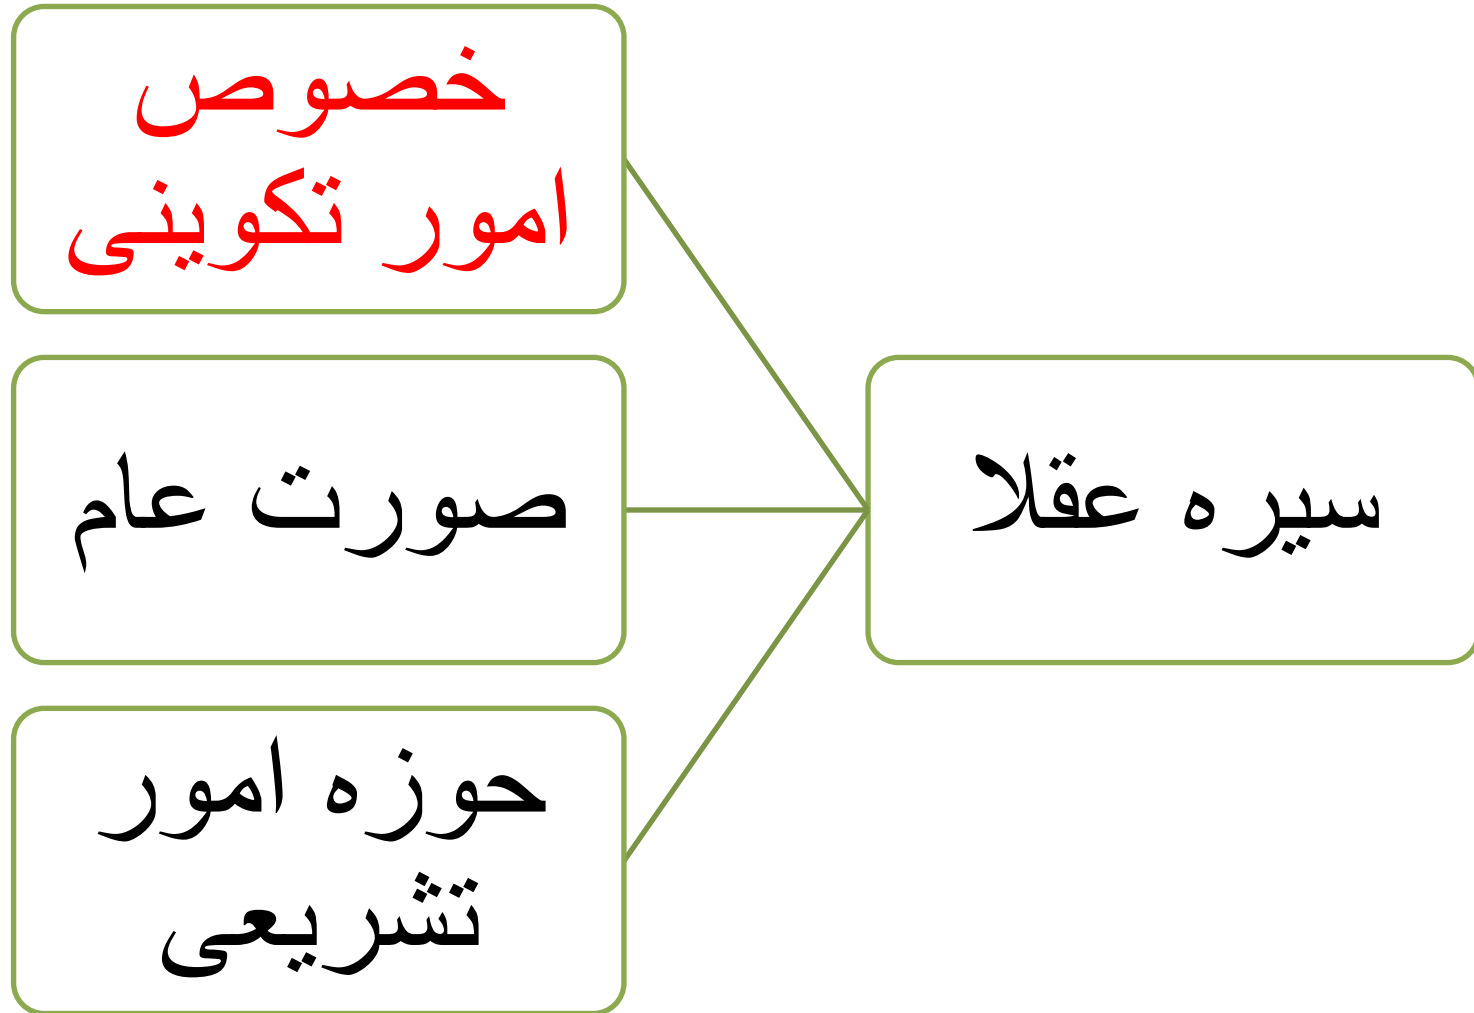 سیره عقلا
خصوص
امور تکوینی
صورت عام
حوزه امور
تشریعی